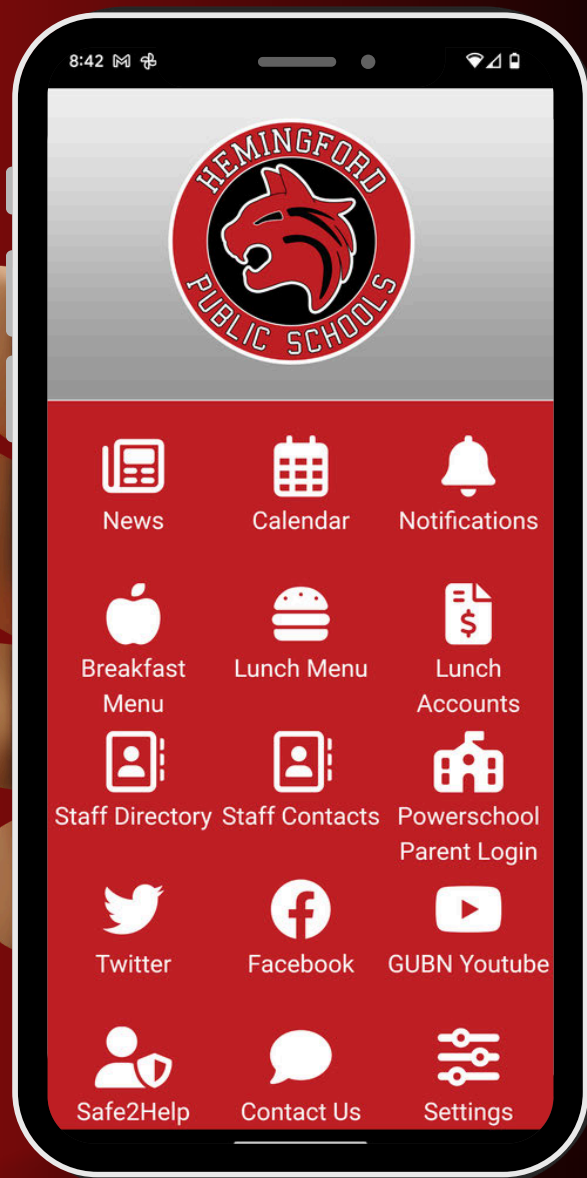 8:42
HEMINGFORD
PUBLIC SCHOOLS
News Calendar Notifications
Breakfast Lunch Menu Lunch
Menu Accounts
Staff Directory Staff Contacts Powerschool
Parent Login
Twitter Facebook GUBN Youtube
Safe2Help Contact Us Settings